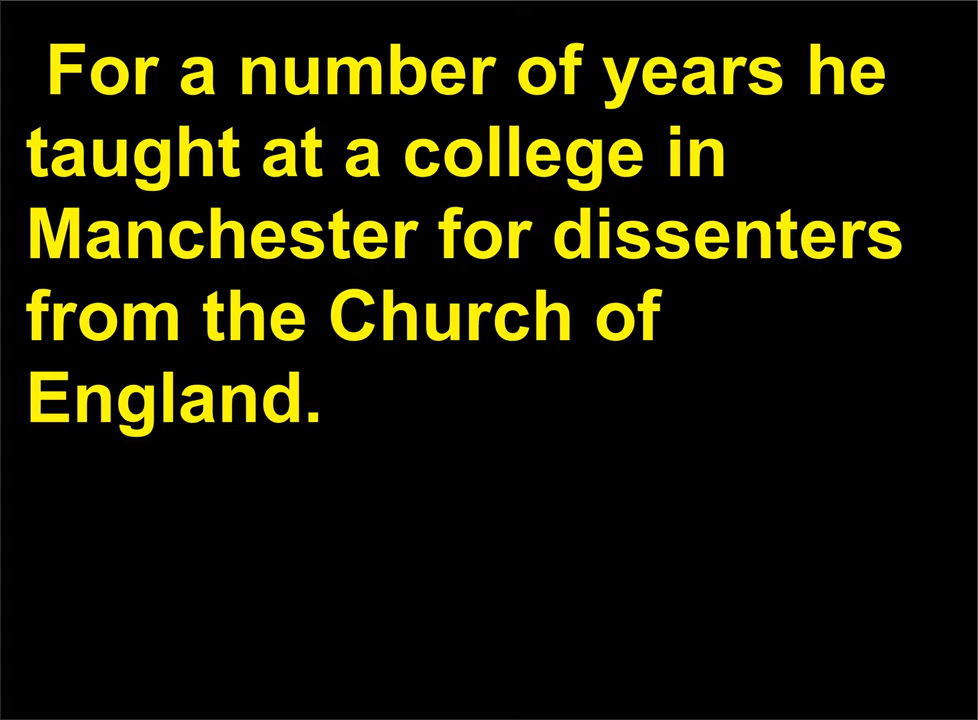 For a number of years he
taught at a college in
Manchester for dissenters
from the Church of
England.